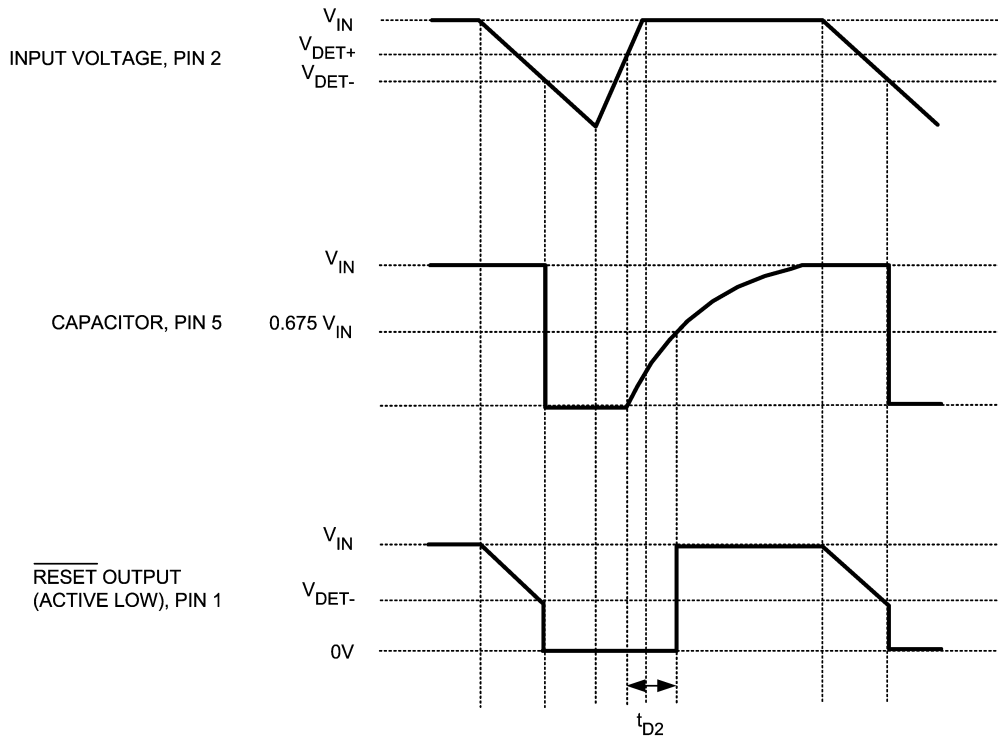 V_IN
V_DET+
INPUT VOLTAGE, PIN 2
V_DET-
V_IN
CAPACITOR, PIN 5
0.675 V_IN
V_IN
RESET OUTPUT
(ACTIVE LOW), PIN 1
V_DET-
0V
t_D2